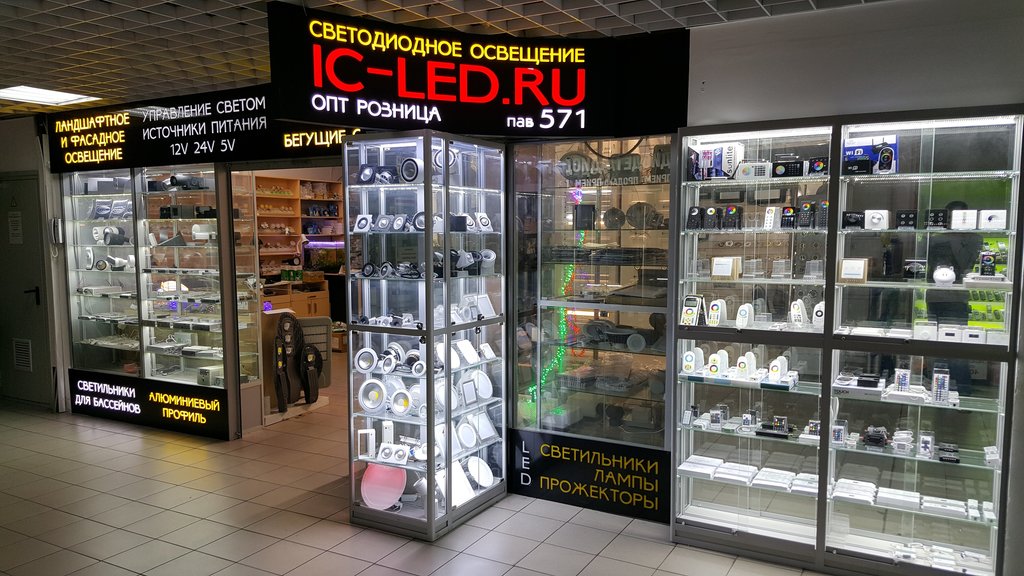 СВЕТОДИОДНОЕ ОСВЕЩЕНИЕ
IC-LED.RU
ОПТ РОЗНИЦА пав 571
ЛАНДШАФТНОЕ
И ФАСАДНОЕ
ОСВЕЩЕНИЕ
УПРАВЛЕНИЕ СВЕТОМ
ИСТОЧНИКИ ПИТАНИЯ
12V 24V 5V
БЕГУЩИЕ
СВЕТИЛЬНИКИ
ДЛЯ БАССЕЙНОВ
АЛЮМИНИЕВЫЙ
ПРОФИЛЬ
LED
СВЕТИЛЬНИКИ
ЛАМПЫ
ПРОЖЕКТОРЫ